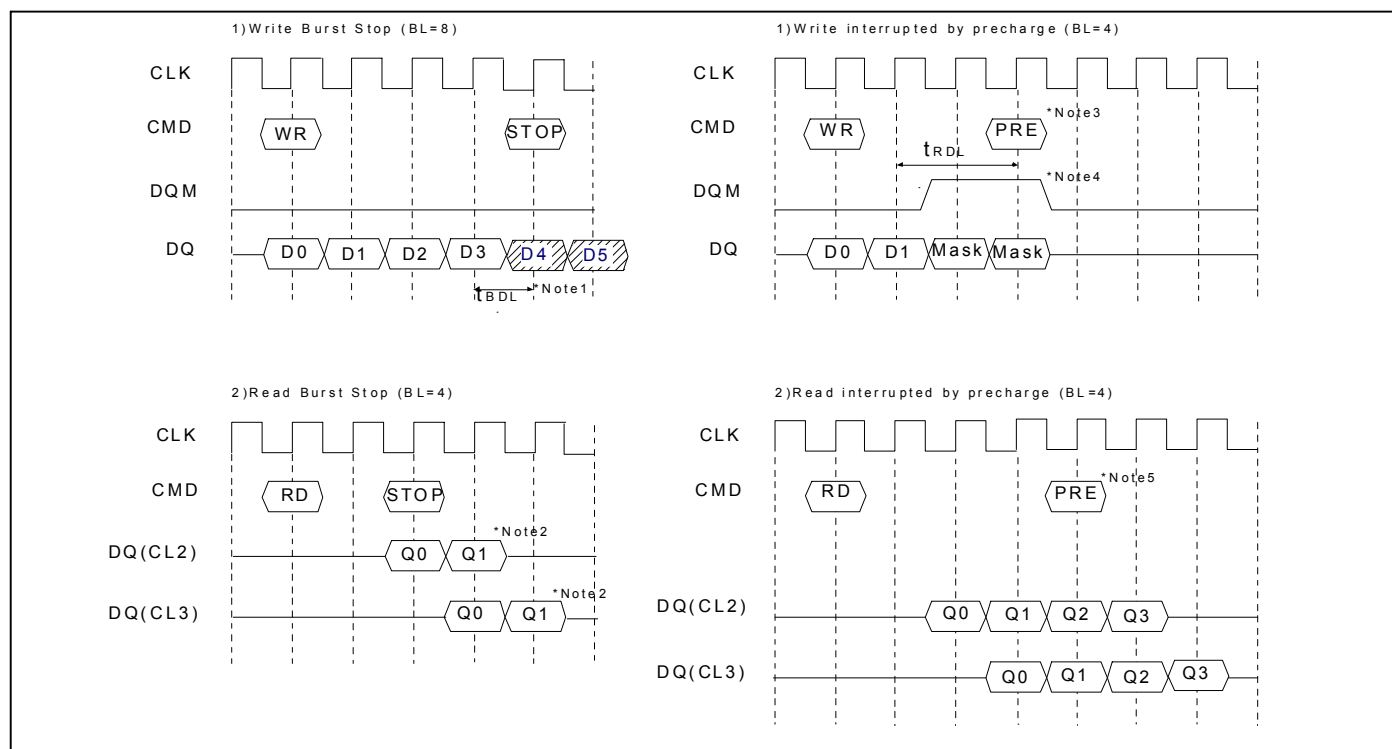 1)Write Burst Stop (BL=8)
CLK
CMD WR STOP
DQM
DQ D0 D1 D2 D3 D4 D5
tBDL *Note1
1)Write interrupted by precharge (BL=4)
CLK
CMD WR PRE *Note3
tRDL
DQM *Note4
DQ D0 D1 Mask Mask
2)Read Burst Stop (BL=4)
CLK
CMD RD STOP
*Note2
DQ(CL2) Q0 Q1
*Note2
DQ(CL3) Q0 Q1
2)Read interrupted by precharge (BL=4)
CLK
CMD RD PRE *Note5
DQ(CL2) Q0 Q1 Q2 Q3
DQ(CL3) Q0 Q1 Q2 Q3